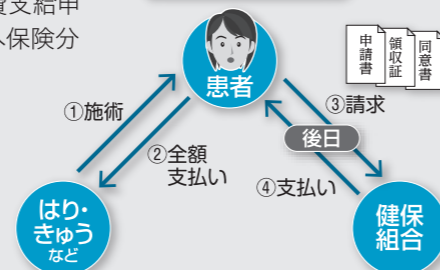 費支給申
保険分
申請書
領収証
同意書
患者
①施術
③請求
②全額
支払い
後日
④支払い
はり・
きゅう
など
健保
組合